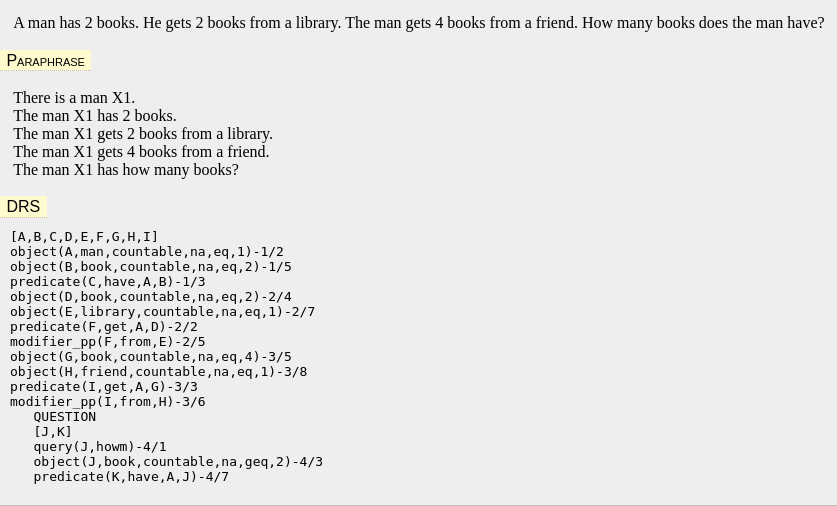 A man has 2 books. He gets 2 books from a library. The man gets 4 books from a friend. How many books does the man have?
PARAPHRASE
There is a man X1.
The man X1 has 2 books.
The man X1 gets 2 books from a library.
The man X1 gets 4 books from a friend.
The man X1 has how many books?
DRS
[A,B,C,D,E,F,G,H,I]
object(A,man,countable,na,eq,1)-1/2
object(B,book,countable,na,eq,2)-1/5
predicate(C,have,A,B)-1/3
object(D,book,countable,na,eq,2)-2/4
object(E,library,countable,na,eq,1)-2/7
predicate(F,get,A,D)-2/2
modifier_pp(F,from,E)-2/5
object(G,book,countable,na,eq,4)-3/5
object(H,friend,countable,na,eq,1)-3/8
predicate(I,get,A,G)-3/3
modifier_pp(I,from,H)-3/6
QUESTION
[J,K]
query(J,howm)-4/1
object(J,book,countable,na,geq,2)-4/3
predicate(K,have,A,J)-4/7